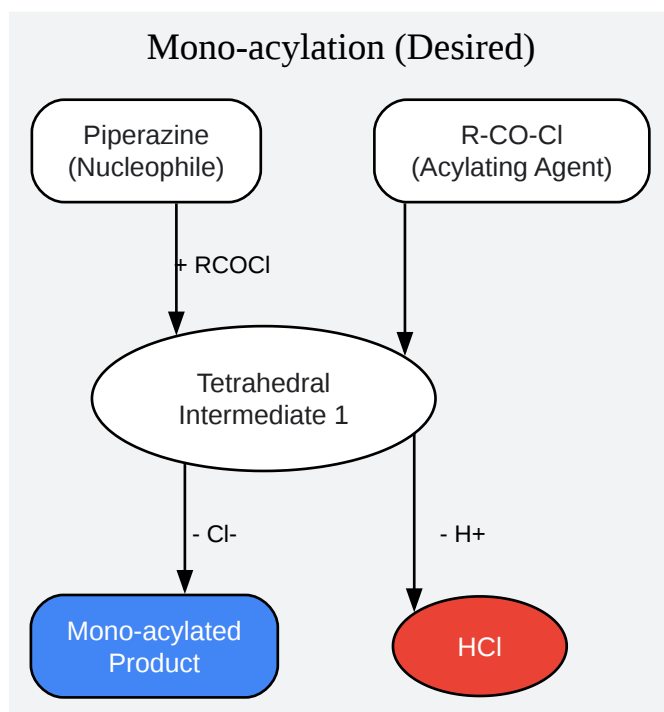 Mono-acylation (Desired)
Piperazine
(Nucleophile)
R-CO-Cl
(Acylating Agent)
+ RCOCl
Tetrahedral
Intermediate 1
- Cl-
- H+
Mono-acylated
Product
HCl